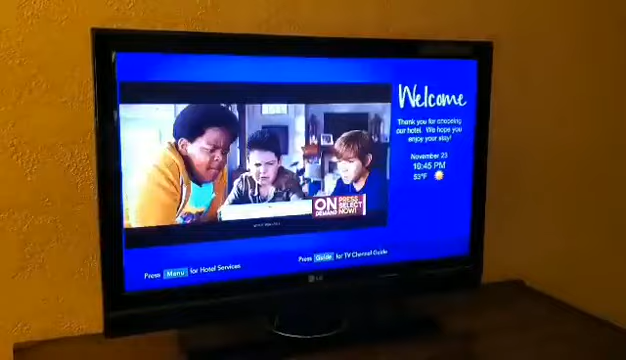 Welcome
Thank you for choosing
our hotel. We hope you
enjoy your stay!
November 23
10:45 PM
53°F
ON DEMAND
PRESS
SELECT
NOW!
Press Menu for Hotel Services
Press Guide for TV Channel Guide
LG